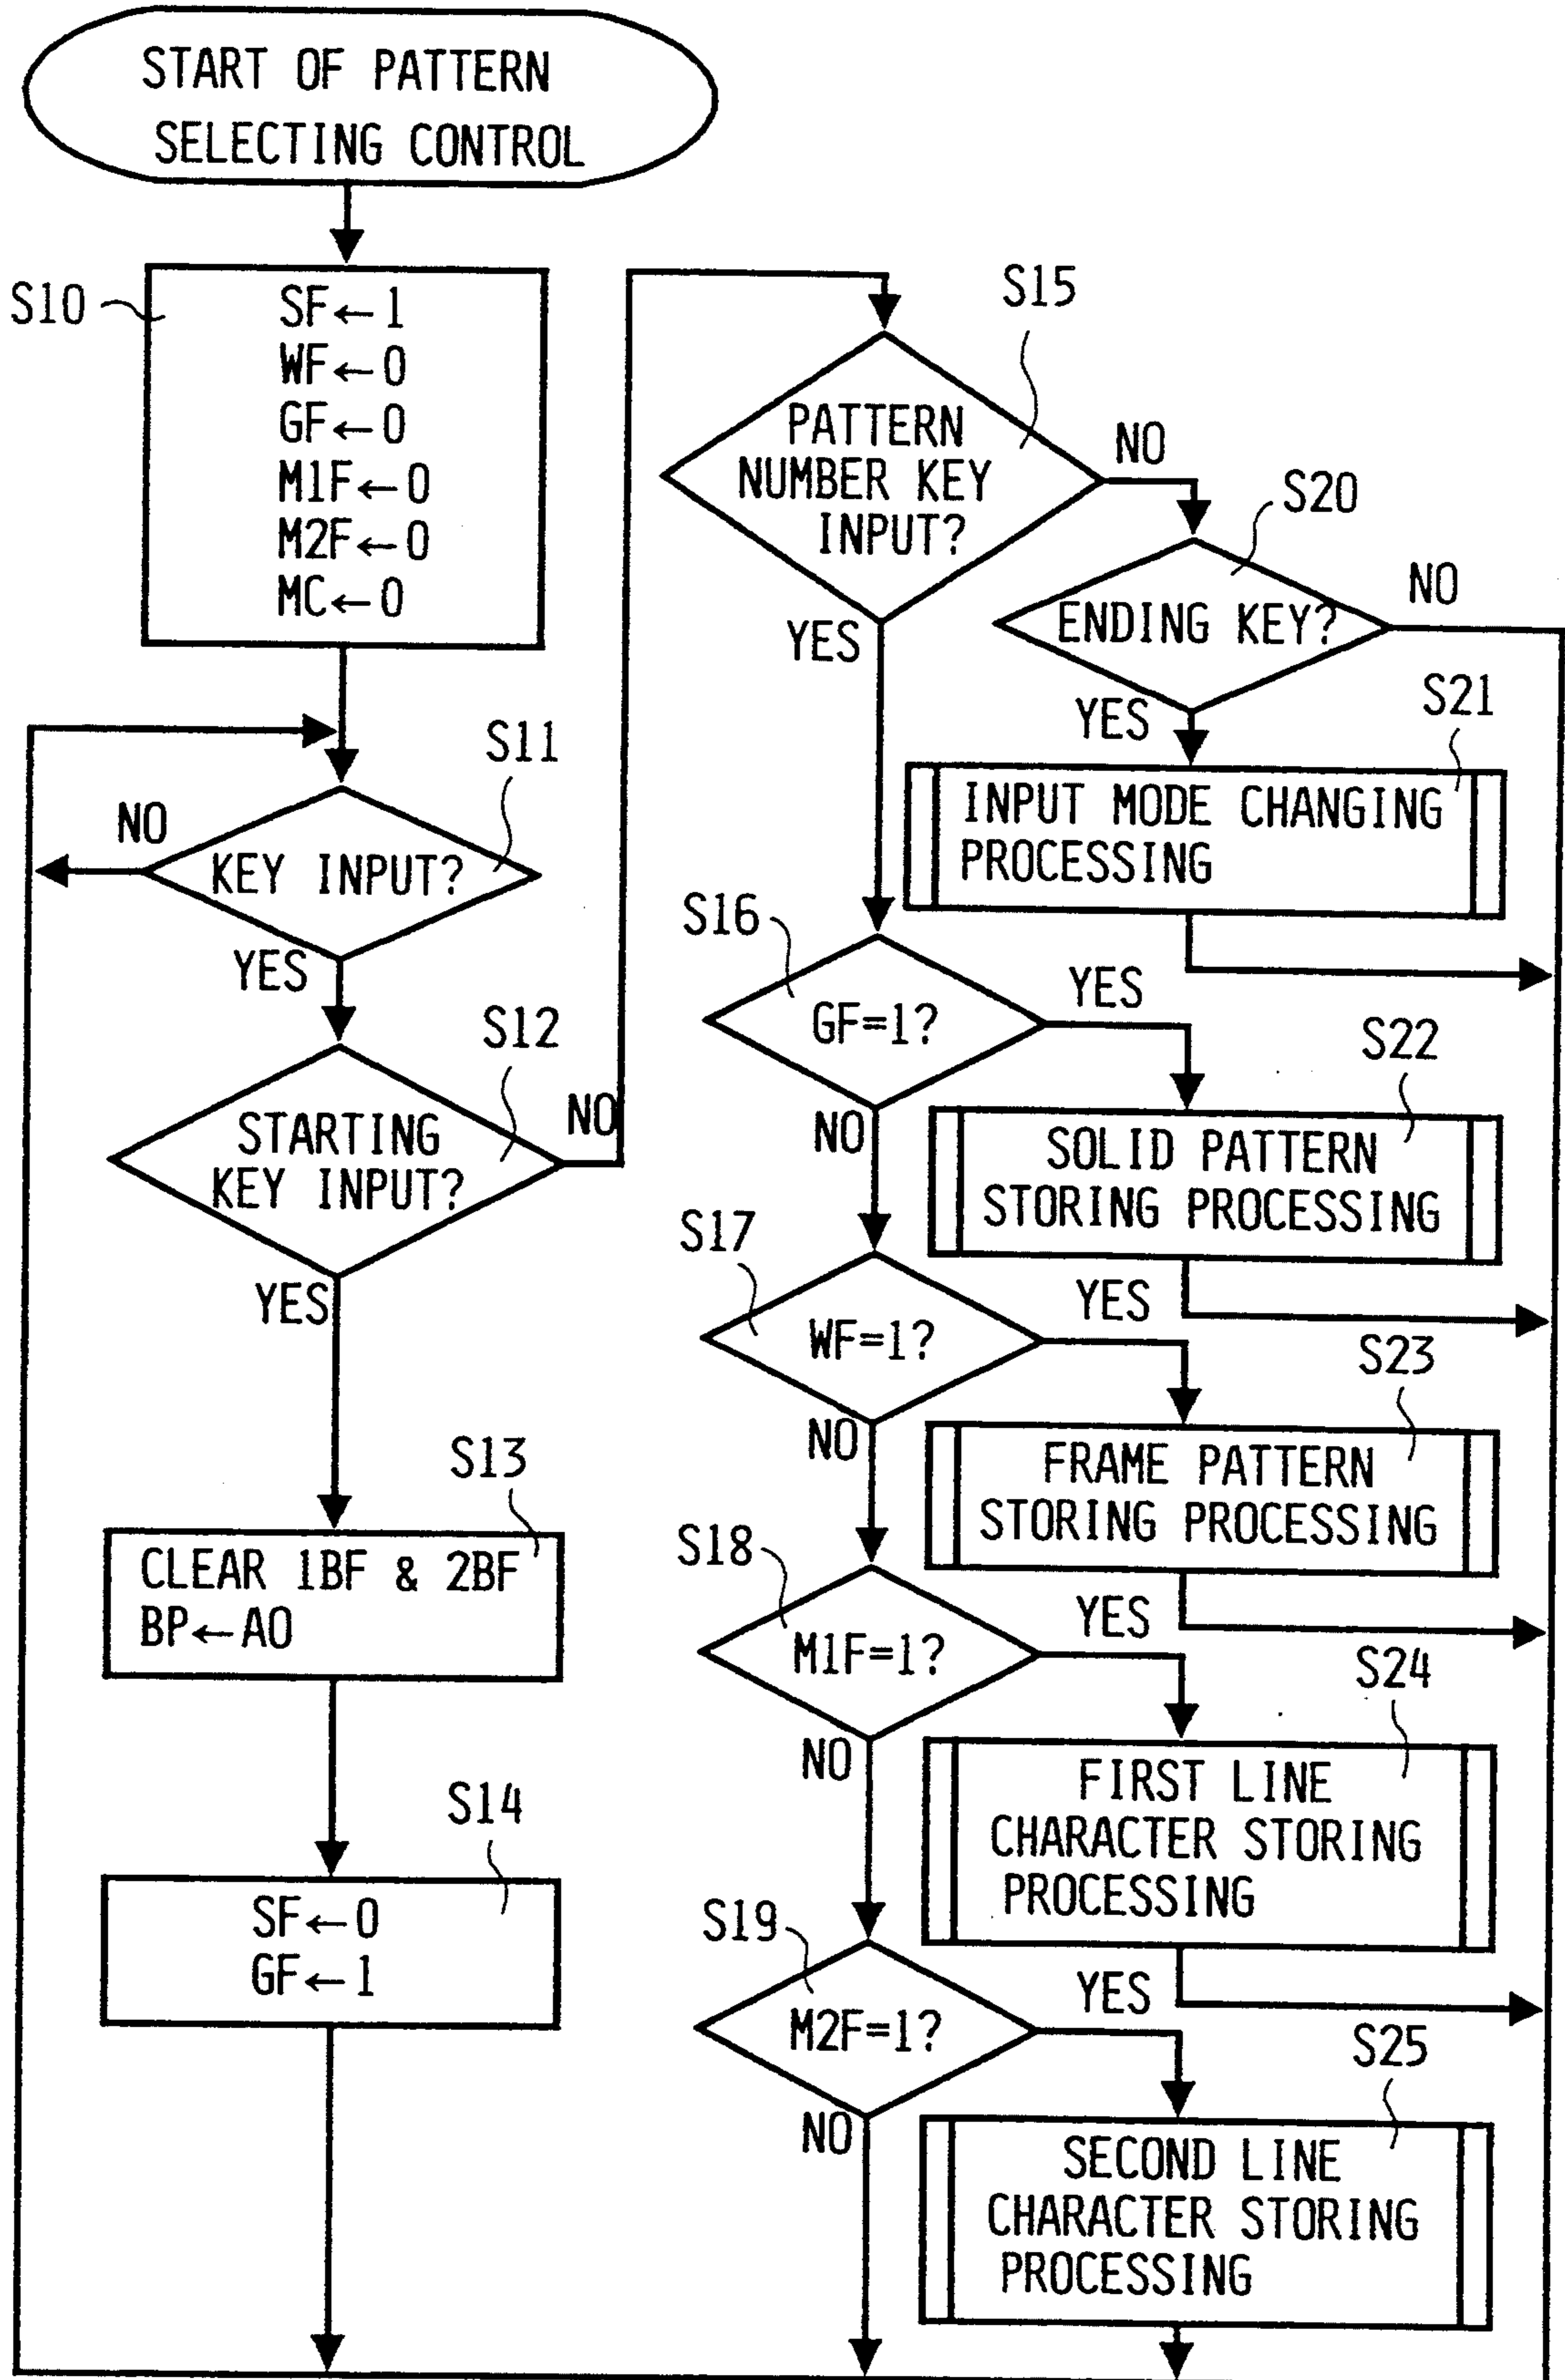 START OF PATTERN
SELECTING CONTROL
S10
SF←1
WF←0
GF←0
M1F←0
M2F←0
MC←0
S11
NO
KEY INPUT?
YES
S12
NO
STARTING
KEY INPUT?
YES
S13
CLEAR 1BF & 2BF
BP←A0
S14
SF←0
GF←1
S15
PATTERN
NUMBER KEY
INPUT?
NO
YES
S20
ENDING KEY?
NO
YES
S21
INPUT MODE CHANGING
PROCESSING
S16
GF=1?
YES
NO
S22
SOLID PATTERN
STORING PROCESSING
S17
WF=1?
YES
NO
S23
FRAME PATTERN
STORING PROCESSING
S18
M1F=1?
YES
NO
S24
FIRST LINE
CHARACTER STORING
PROCESSING
S19
M2F=1?
YES
NO
S25
SECOND LINE
CHARACTER STORING
PROCESSING